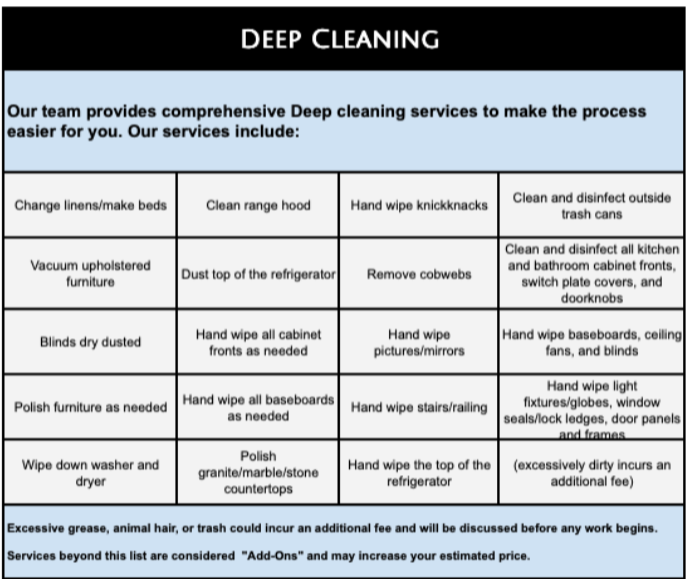 DEEP CLEANING
Our team provides comprehensive Deep cleaning services to make the process
easier for you. Our services include:
Change linens/make beds
Clean range hood
Hand wipe knickknacks
Clean and disinfect outside
trash cans
Vacuum upholstered
furniture
Dust top of the refrigerator
Remove cobwebs
Clean and disinfect all kitchen
and bathroom cabinet fronts,
switch plate covers, and
doorknobs
Blinds dry dusted
Hand wipe all cabinet
fronts as needed
Hand wipe
pictures/mirrors
Hand wipe baseboards, ceiling
fans, and blinds
Polish furniture as needed
Hand wipe all baseboards
as needed
Hand wipe stairs/railing
Hand wipe light
fixtures/globes, window
seals/lock ledges, door panels
and frames
Wipe down washer and
dryer
Polish
granite/marble/stone
countertops
Hand wipe the top of the
refrigerator
(excessively dirty incurs an
additional fee)
Excessive grease, animal hair, or trash could incur an additional fee and will be discussed before any work begins.
Services beyond this list are considered "Add-Ons" and may increase your estimated price.